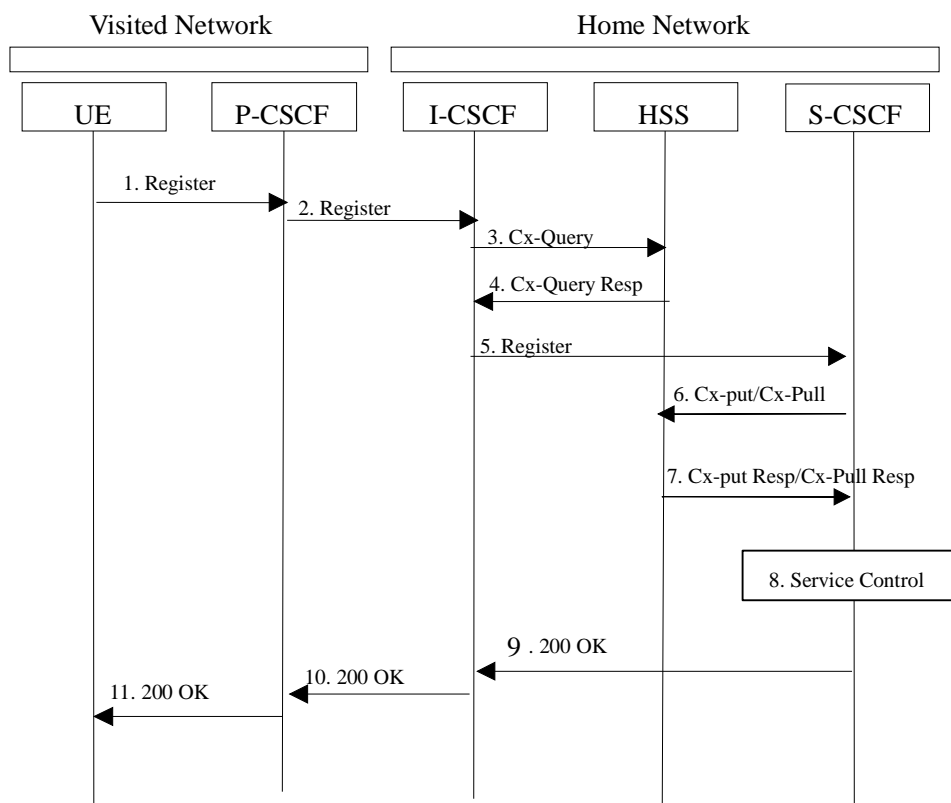 Visited Network
Home Network
UE
P-CSCF
I-CSCF
HSS
S-CSCF
1. Register
2. Register
3. Cx-Query
4. Cx-Query Resp
5. Register
6. Cx-put/Cx-Pull
7. Cx-put Resp/Cx-Pull Resp
8. Service Control
9 . 200 OK
10. 200 OK
11. 200 OK